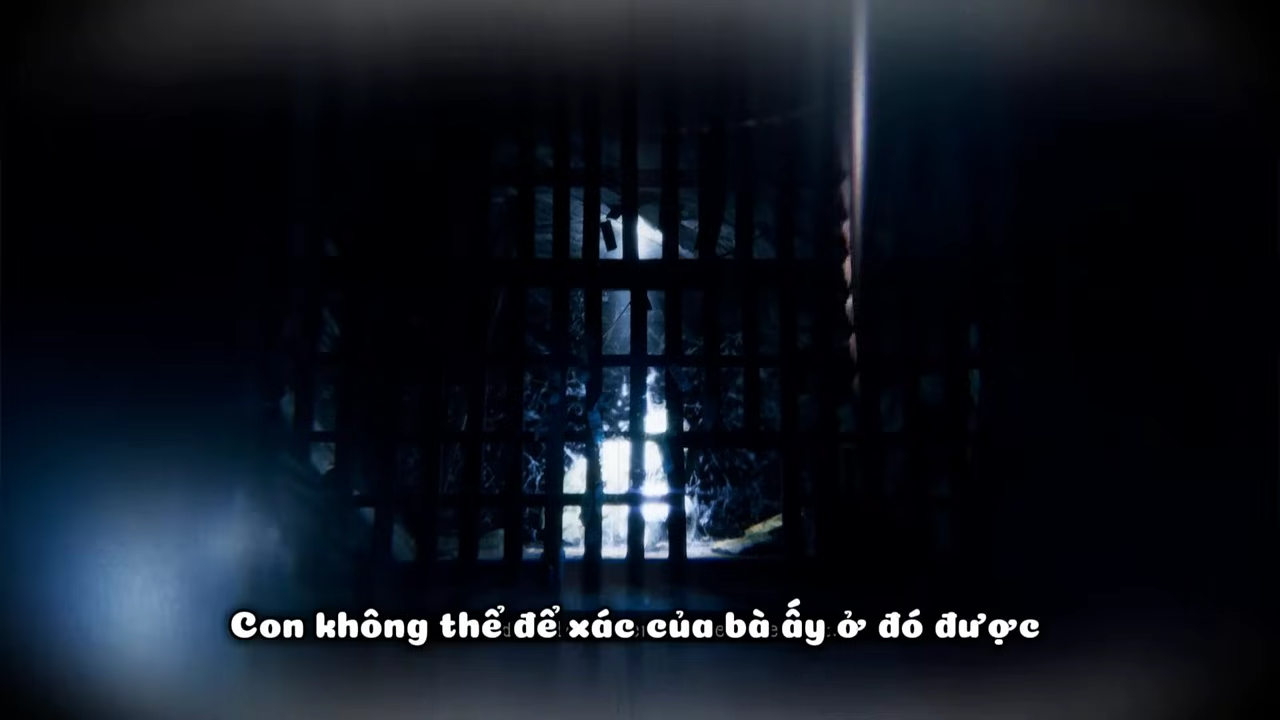 Con không thể để xác của bà ấy ở đó được